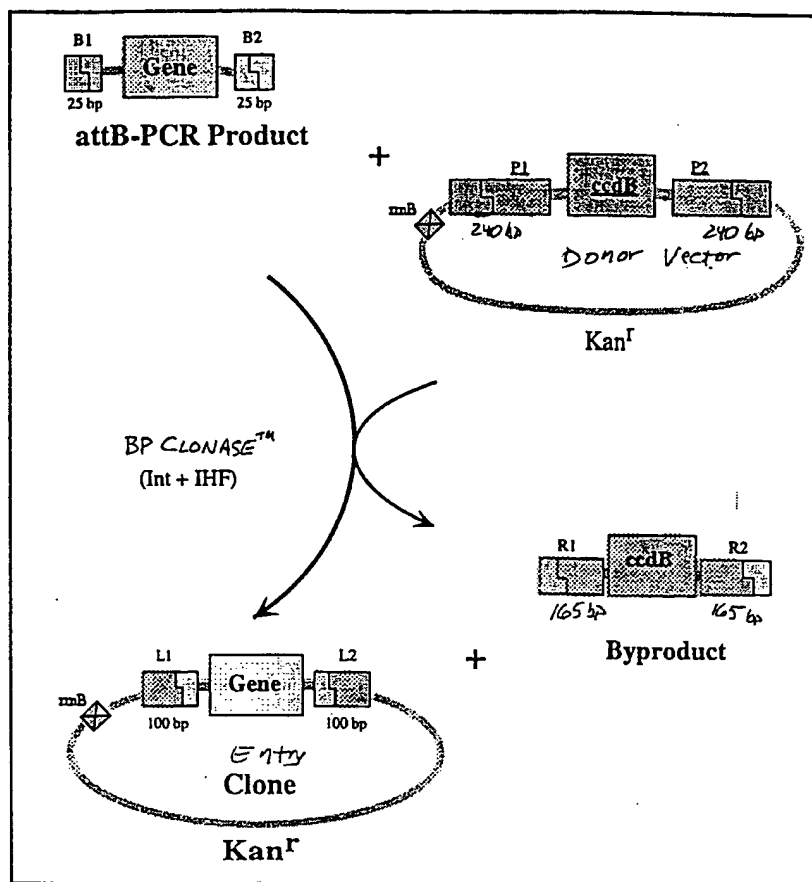 B1 B2
Gene
25 bp 25 bp
attB-PCR Product
+
P1 P2
ccdB
rrnB
240 bp 240 bp
Donor Vector
Kanr
BP CLONASE™
(Int + IHF)
R1 R2
ccdB
165 bp 165 bp
Byproduct
+
L1 L2
Gene
rrnB
100 bp 100 bp
Entry
Clone
Kanr